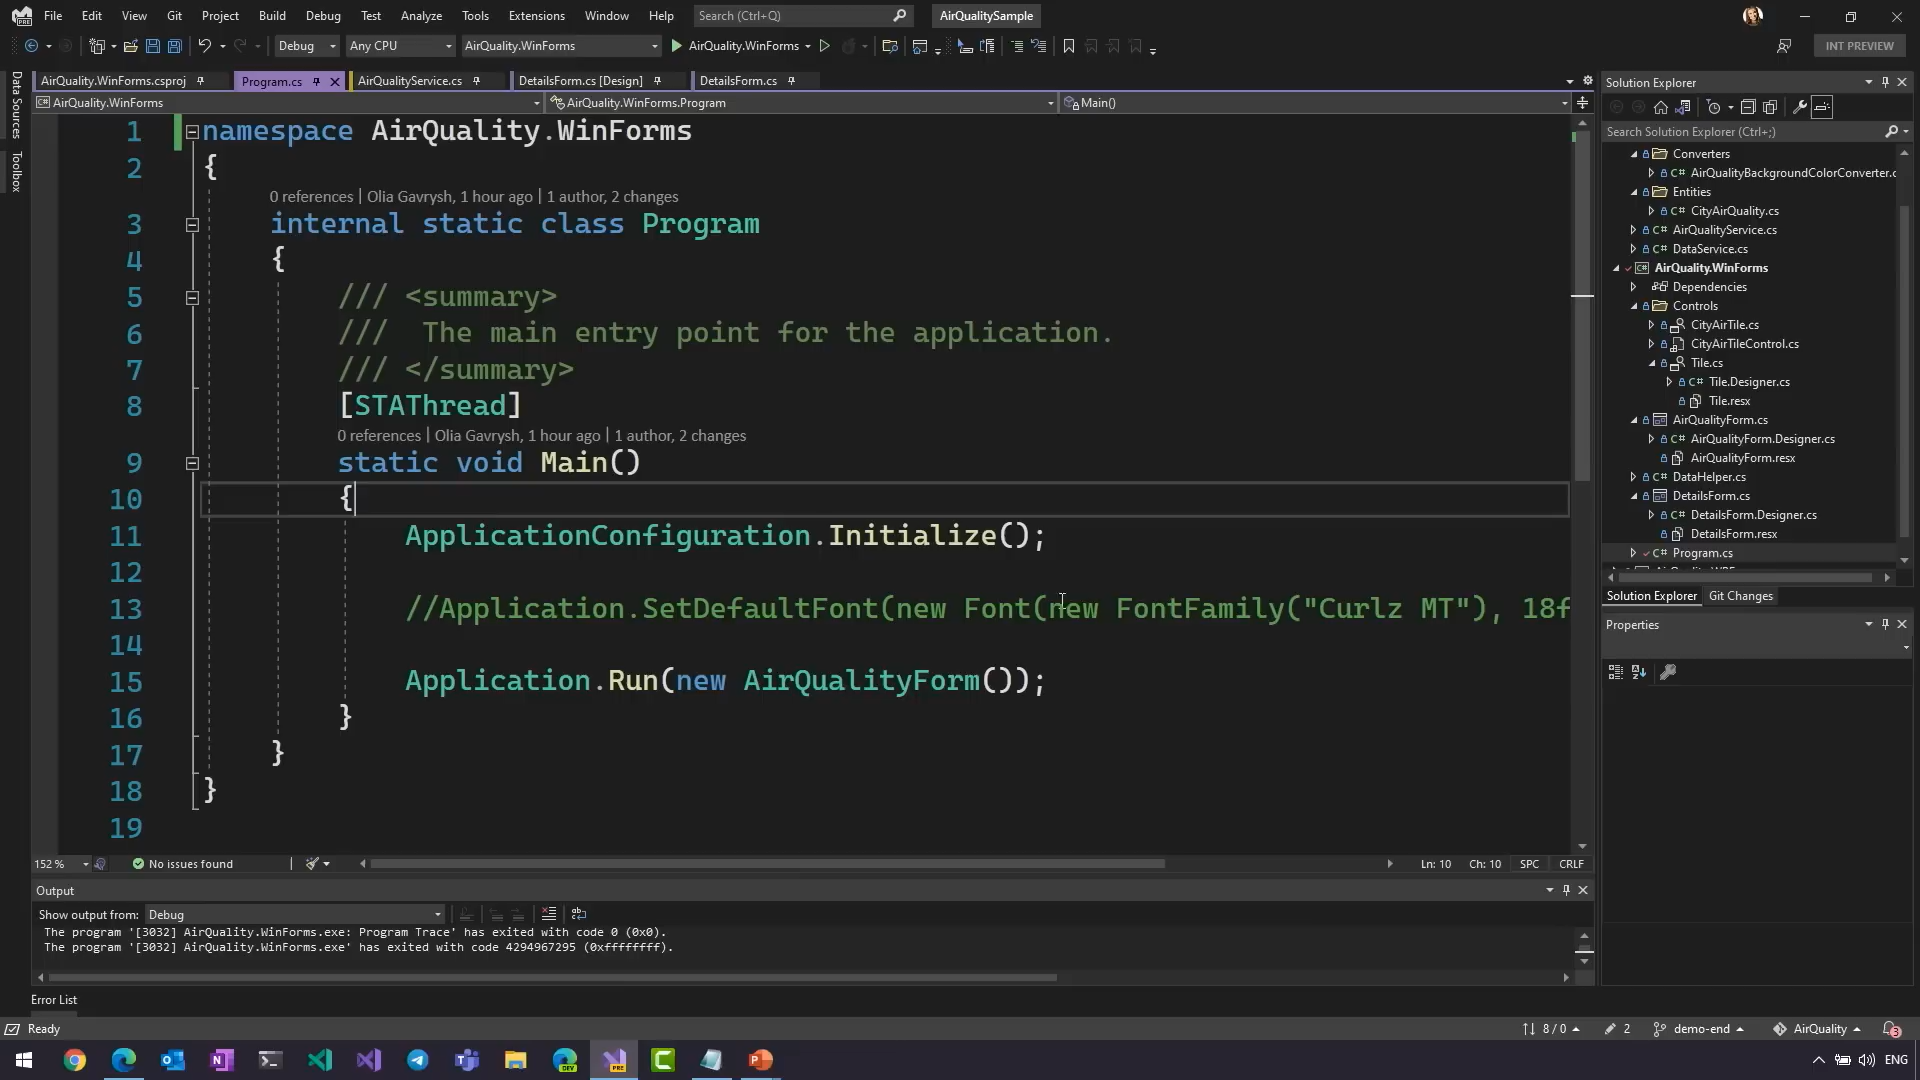 File Edit View Git Project Build Debug Test Analyze Tools Extensions Window Help Search (Ctrl+Q) AirQualitySample
Debug Any CPU AirQuality.WinForms AirQuality.WinForms INT PREVIEW
AirQuality.WinForms.csproj Program.cs AirQualityService.cs DetailsForm.cs [Design] DetailsForm.cs
AirQuality.WinForms AirQuality.WinForms.Program Main()
Data Sources
Toolbox
1 namespace AirQuality.WinForms
2 {
0 references | Olia Gavrysh, 1 hour ago | 1 author, 2 changes
3 internal static class Program
4 {
5 /// <summary>
6 /// The main entry point for the application.
7 /// </summary>
8 [STAThread]
0 references | Olia Gavrysh, 1 hour ago | 1 author, 2 changes
9 static void Main()
10 {
11 ApplicationConfiguration.Initialize();
12
13 //Application.SetDefaultFont(new Font(new FontFamily("Curlz MT"), 18f
14
15 Application.Run(new AirQualityForm());
16 }
17 }
18 }
19
152 % No issues found Ln: 10 Ch: 10 SPC CRLF
Output
Show output from: Debug
The program '[3032] AirQuality.WinForms.exe: Program Trace' has exited with code 0 (0x0).
The program '[3032] AirQuality.WinForms.exe' has exited with code 4294967295 (0xffffffff).
Error List
Solution Explorer
Search Solution Explorer (Ctrl+;)
Converters
C# AirQualityBackgroundColorConverter.c
Entities
C# CityAirQuality.cs
C# AirQualityService.cs
C# DataService.cs
AirQuality.WinForms
Dependencies
Controls
CityAirTile.cs
CityAirTileControl.cs
Tile.cs
C# Tile.Designer.cs
Tile.resx
AirQualityForm.cs
C# AirQualityForm.Designer.cs
AirQualityForm.resx
C# DataHelper.cs
DetailsForm.cs
C# DetailsForm.Designer.cs
DetailsForm.resx
C# Program.cs
Solution Explorer Git Changes
Properties
Ready 8 / 0 2 demo-end AirQuality 3
ENG